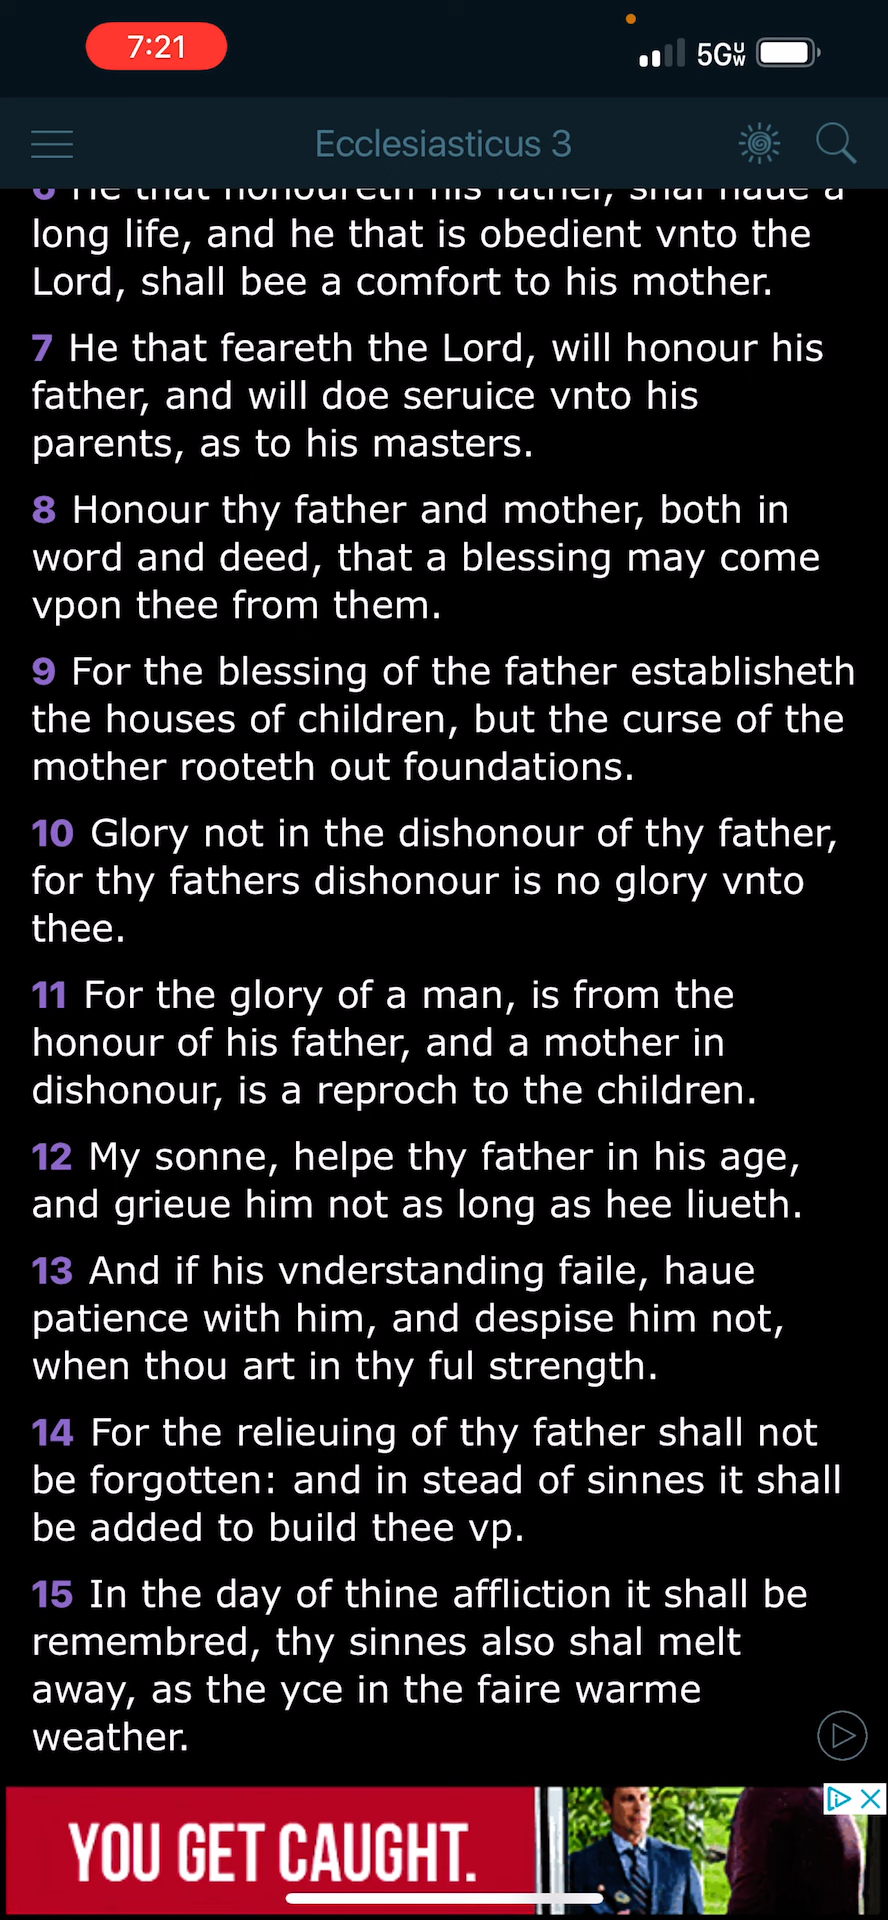 7:21
5G UW
Ecclesiasticus 3
6 He that honoureth his father, shal haue a
long life, and he that is obedient vnto the
Lord, shall bee a comfort to his mother.
7 He that feareth the Lord, will honour his
father, and will doe seruice vnto his
parents, as to his masters.
8 Honour thy father and mother, both in
word and deed, that a blessing may come
vpon thee from them.
9 For the blessing of the father establisheth
the houses of children, but the curse of the
mother rooteth out foundations.
10 Glory not in the dishonour of thy father,
for thy fathers dishonour is no glory vnto
thee.
11 For the glory of a man, is from the
honour of his father, and a mother in
dishonour, is a reproch to the children.
12 My sonne, helpe thy father in his age,
and grieue him not as long as hee liueth.
13 And if his vnderstanding faile, haue
patience with him, and despise him not,
when thou art in thy ful strength.
14 For the relieuing of thy father shall not
be forgotten: and in stead of sinnes it shall
be added to build thee vp.
15 In the day of thine affliction it shall be
remembred, thy sinnes also shal melt
away, as the yce in the faire warme
weather.
YOU GET CAUGHT.